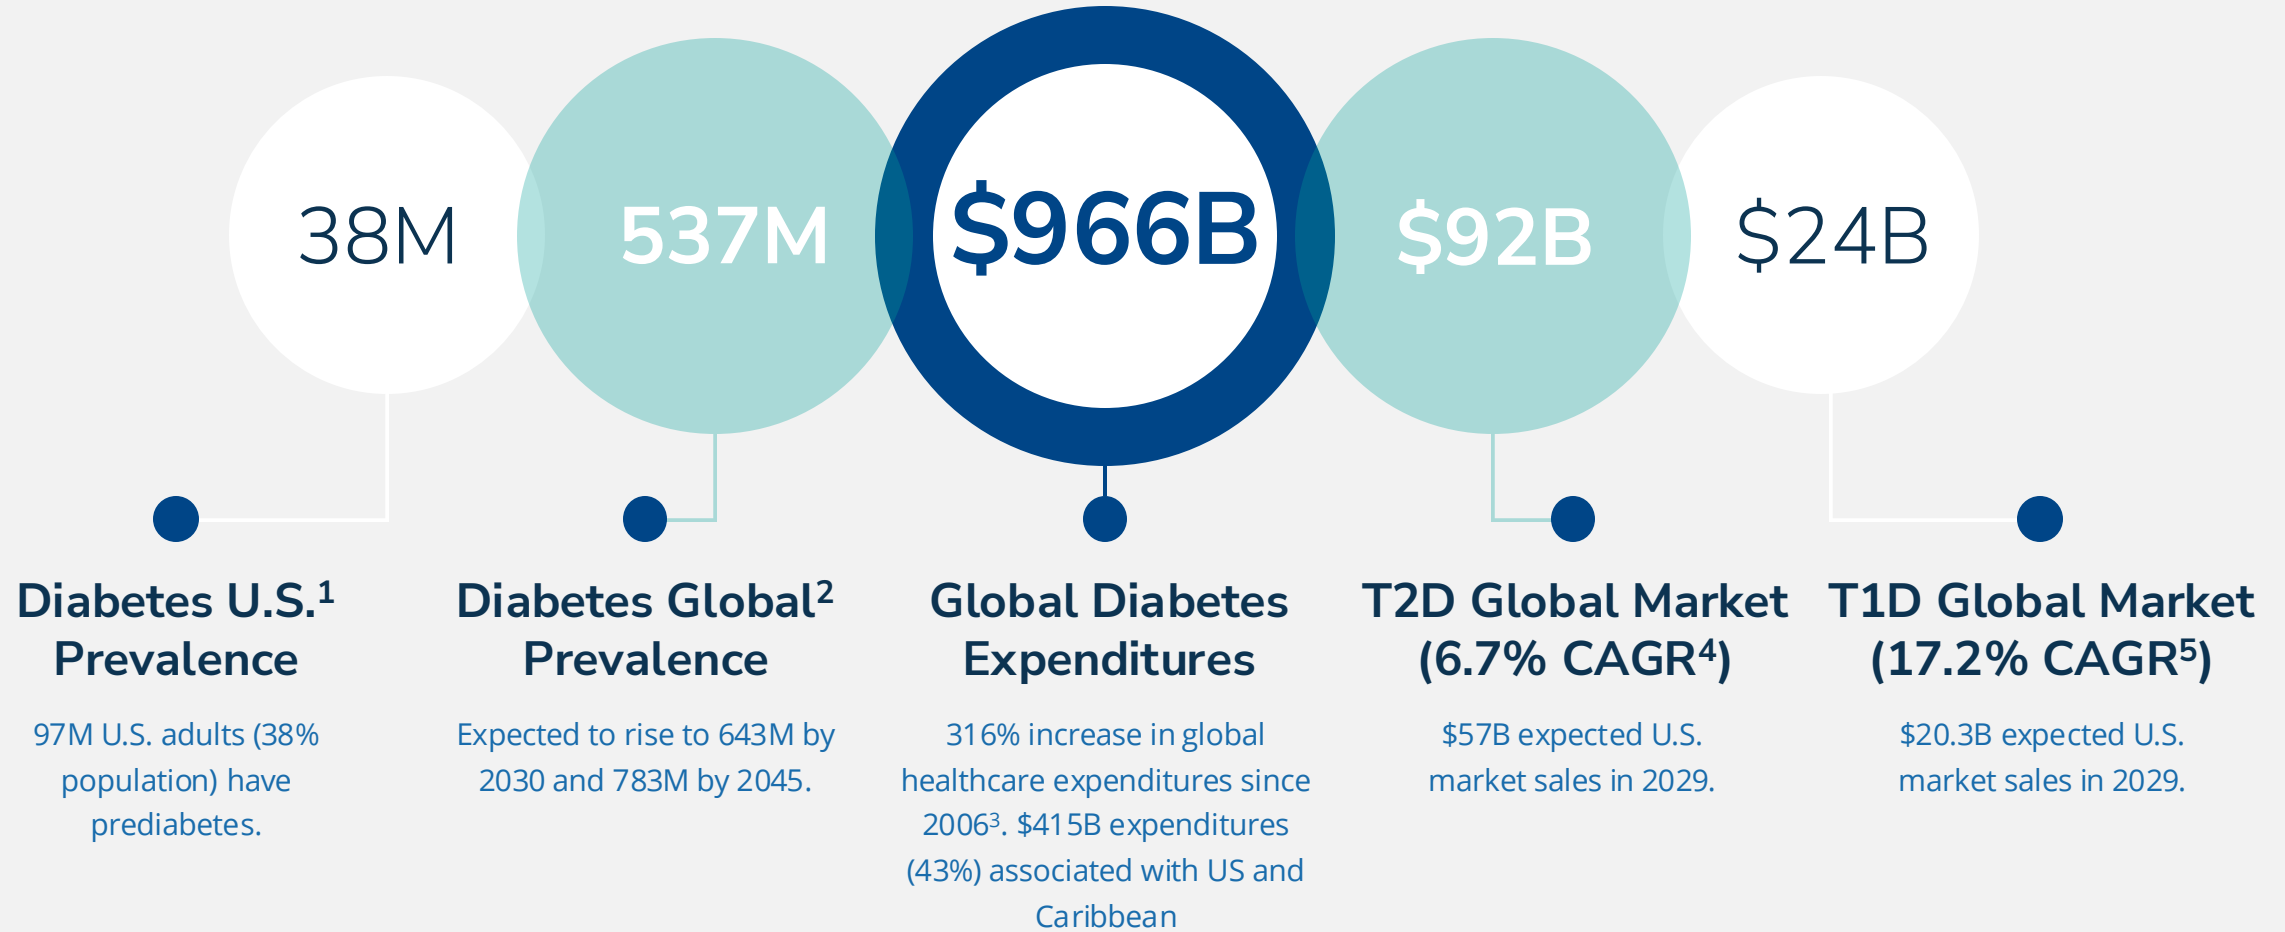 38M
537M
$966B
$92B
$24B
Diabetes U.S.¹
Prevalence
97M U.S. adults (38%
population) have
prediabetes.
Diabetes Global²
Prevalence
Expected to rise to 643M by
2030 and 783M by 2045.
Global Diabetes
Expenditures
316% increase in global
healthcare expenditures since
2006³. $415B expenditures
(43%) associated with US and
Caribbean
T2D Global Market
(6.7% CAGR⁴)
$57B expected U.S.
market sales in 2029.
T1D Global Market
(17.2% CAGR⁵)
$20.3B expected U.S.
market sales in 2029.